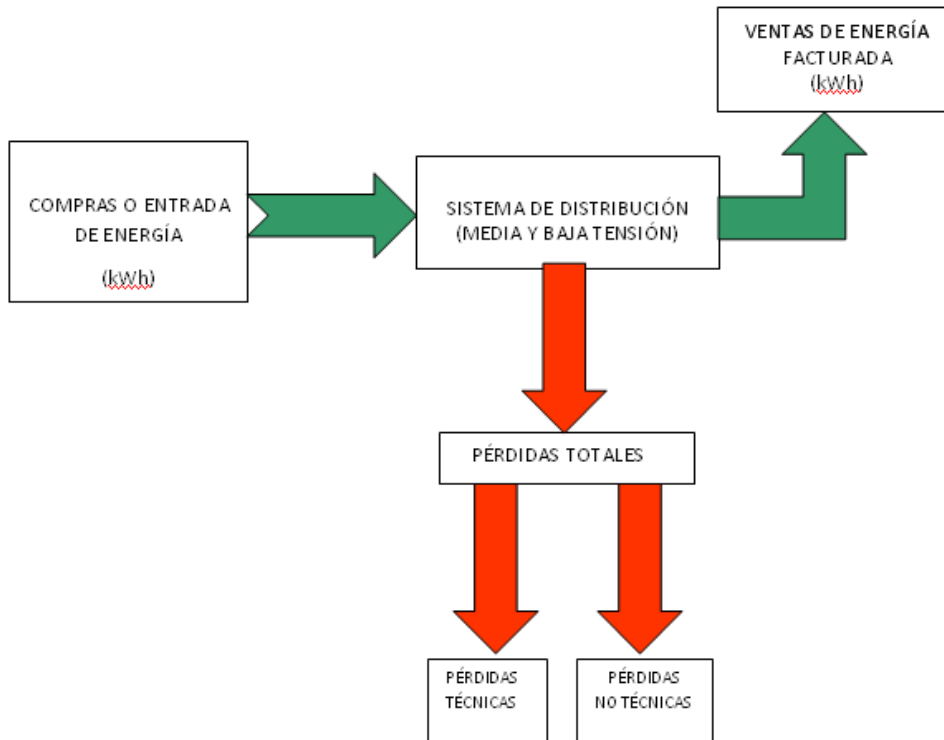 VENTAS DE ENERGÍA
FACTURADA
(kWh)
COMPRAS O ENTRADA
DE ENERGÍA
(kWh)
SISTEMA DE DISTRIBUCIÓN
(MEDIA Y BAJA TENSIÓN)
PÉRDIDAS TOTALES
PÉRDIDAS
TÉCNICAS
PÉRDIDAS
NO TÉCNICAS